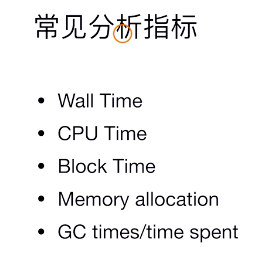 常见分析指标
• Wall Time
• CPU Time
• Block Time
• Memory allocation
• GC times/time spent